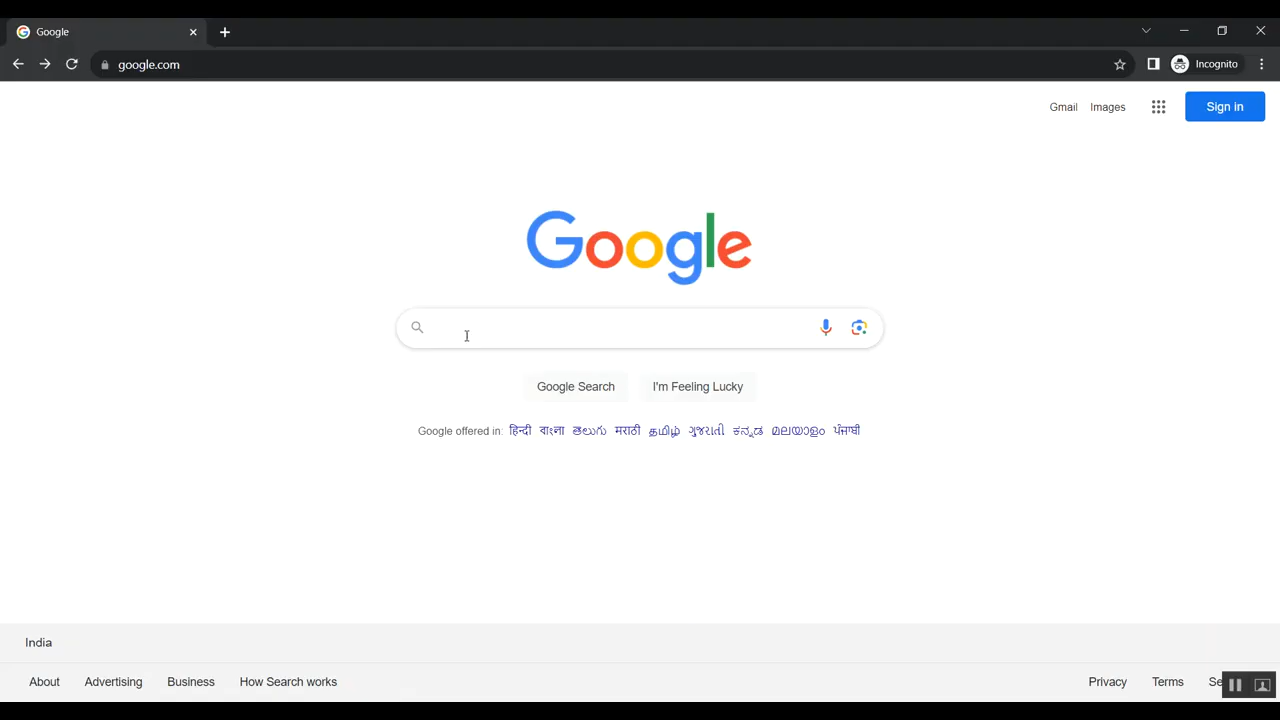 Google
google.com
Incognito
Gmail Images Sign in
Google
Google Search I'm Feeling Lucky
Google offered in: हिन्दी বাংলা తెలుగు मराठी தமிழ் ગુજરાતી ಕನ್ನಡ മലയാളം ਪੰਜਾਬੀ
India
About Advertising Business How Search works Privacy Terms